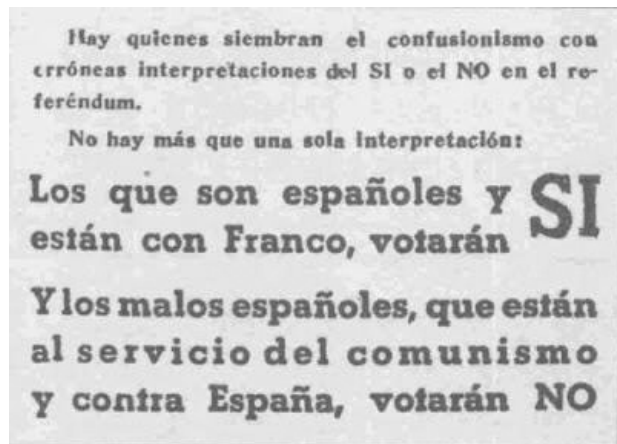 Hay quienes siembran el confusionismo con
erróneas interpretaciones del SI o el NO en el re-
feréndum.
No hay más que una sola interpretación:
Los que son españoles y SI
están con Franco, votarán
Y los malos españoles, que están
al servicio del comunismo
y contra España, votarán NO